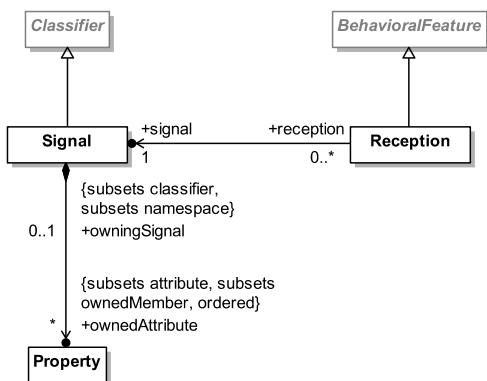 Classifier
BehavioralFeature
+signal
+reception
Signal
Reception
1
0..*
{subsets classifier,
subsets namespace}
0..1
+owningSignal
{subsets attribute, subsets
ownedMember, ordered}
*
+ownedAttribute
Property